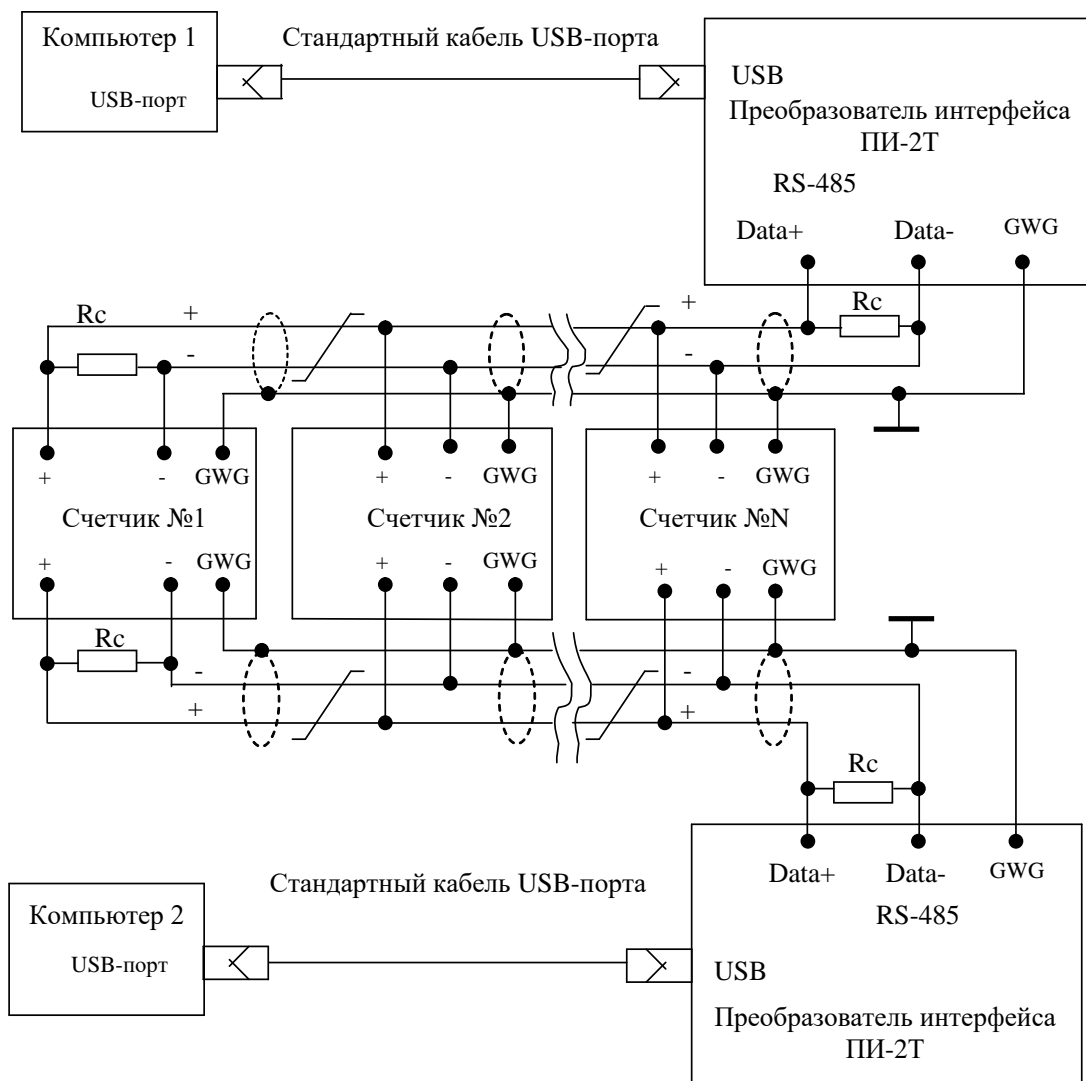 Компьютер 1
Стандартный кабель USB-порта
USB-порт
USB
Преобразователь интерфейса
ПИ-2Т
RS-485
Data+ Data- GWG
Rc + + Rc
- -
+ - GWG + - GWG + - GWG
Счетчик №1 Счетчик №2 Счетчик №N
+ - GWG + - GWG + - GWG
Rc
- -
+ +
Rc
Data+ Data- GWG
RS-485
Стандартный кабель USB-порта
Компьютер 2
USB-порт
USB
Преобразователь интерфейса
ПИ-2Т